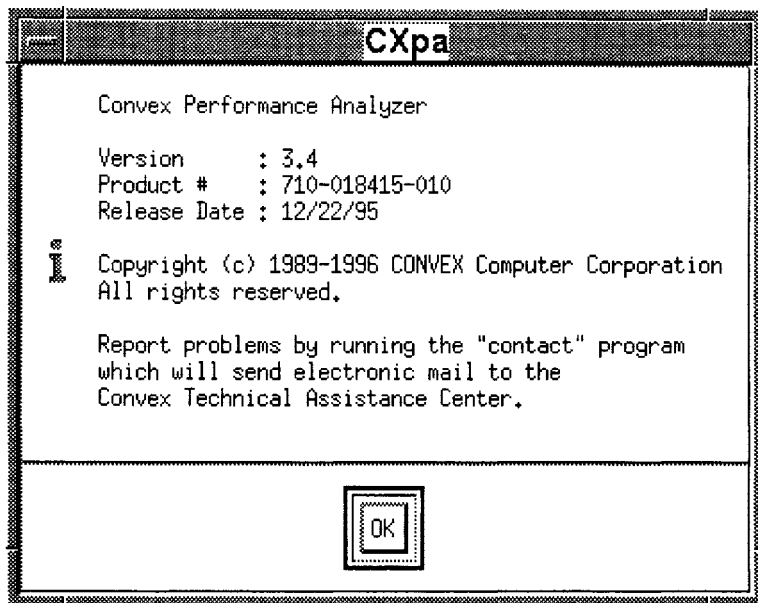 CXpa
Convex Performance Analyzer
Version : 3.4
Product # : 710-018415-010
Release Date : 12/22/95
i
Copyright (c) 1989-1996 CONVEX Computer Corporation
All rights reserved.
Report problems by running the "contact" program
which will send electronic mail to the
Convex Technical Assistance Center.
OK